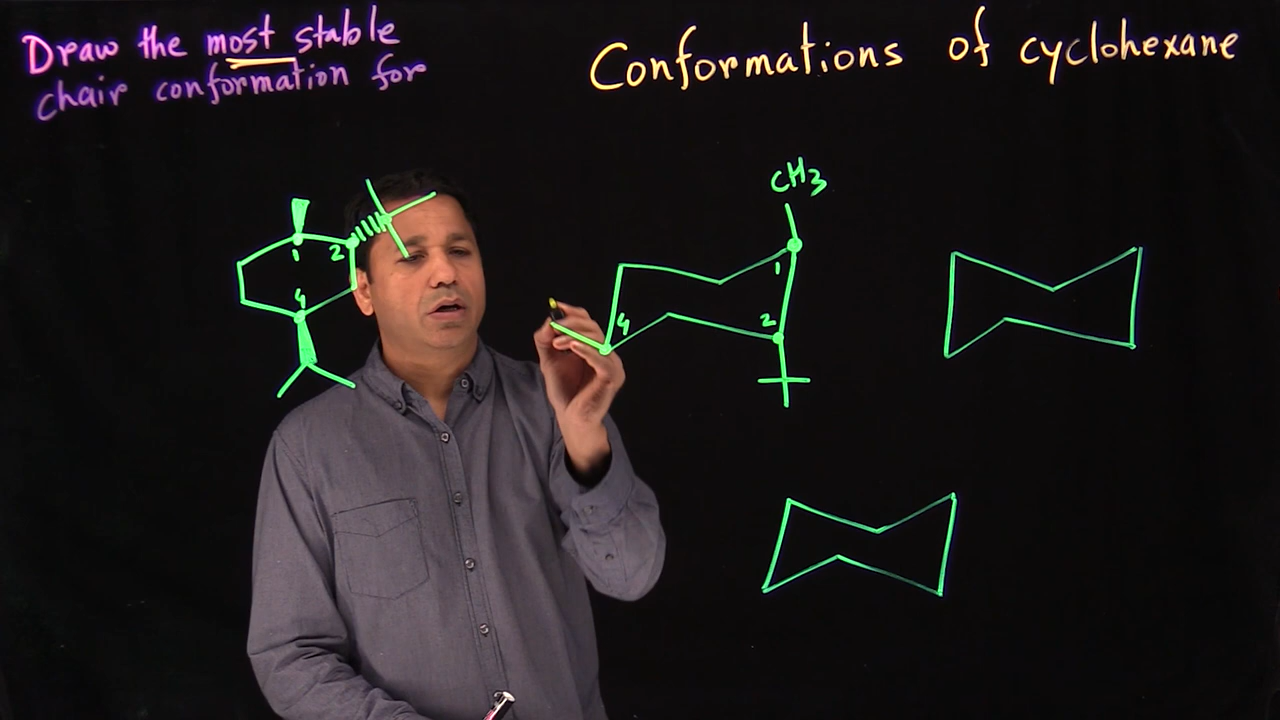 Draw the most stable
chair conformation for
Conformations of cyclohexane
1
2
4
CH3
1
2
4